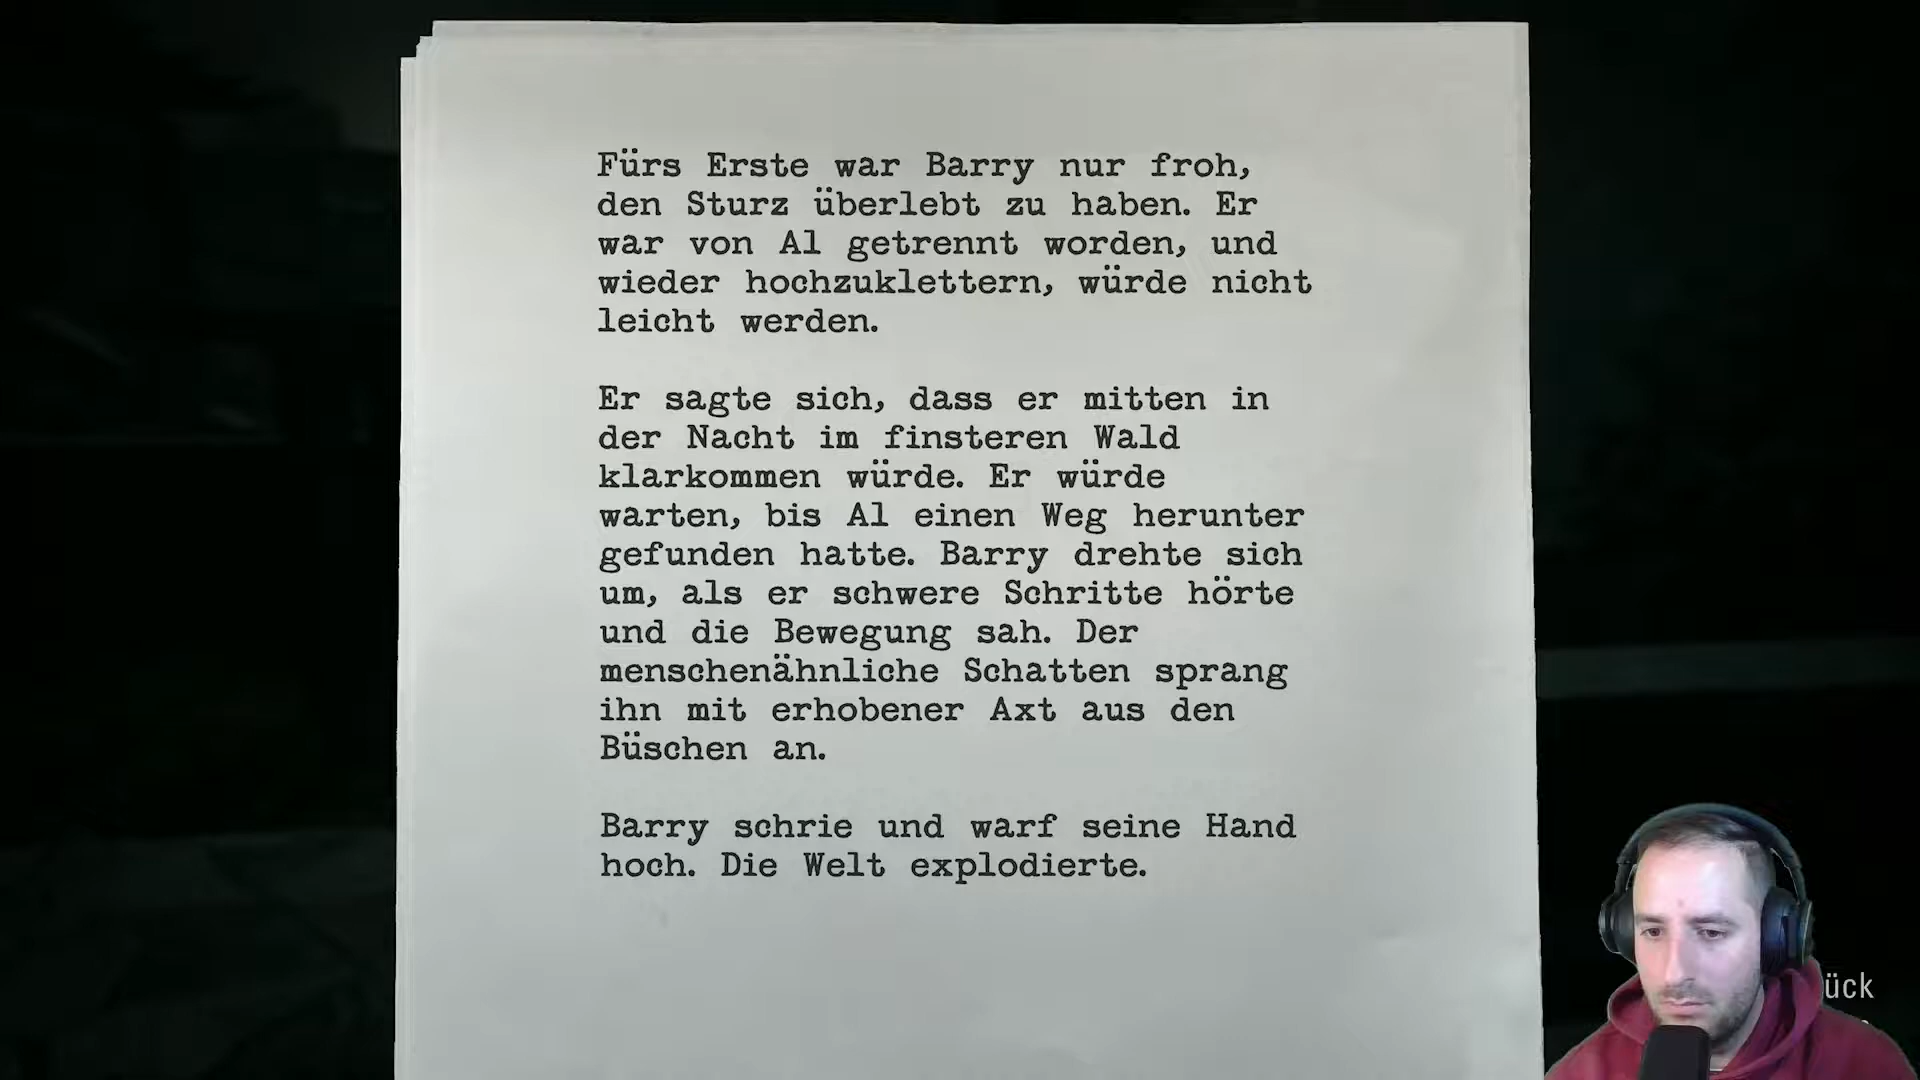 Fürs Erste war Barry nur froh,
den Sturz überlebt zu haben. Er
war von Al getrennt worden, und
wieder hochzuklettern, würde nicht
leicht werden.
Er sagte sich, dass er mitten in
der Nacht im finsteren Wald
klarkommen würde. Er würde
warten, bis Al einen Weg herunter
gefunden hatte. Barry drehte sich
um, als er schwere Schritte hörte
und die Bewegung sah. Der
menschenähnliche Schatten sprang
ihn mit erhobener Axt aus den
Büschen an.
Barry schrie und warf seine Hand
hoch. Die Welt explodierte.
ück